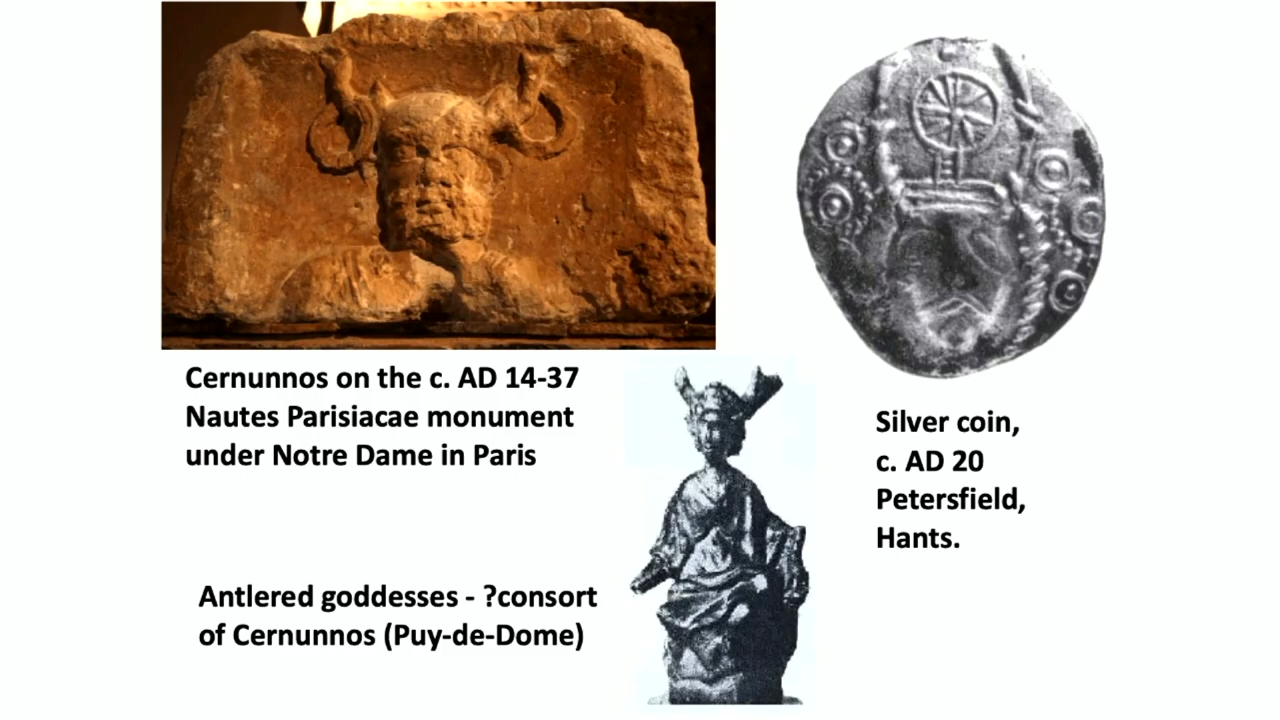 Cernunnos on the c. AD 14-37
Nautes Parisiacae monument
under Notre Dame in Paris
Silver coin,
c. AD 20
Petersfield,
Hants.
Antlered goddesses - ?consort
of Cernunnos (Puy-de-Dome)